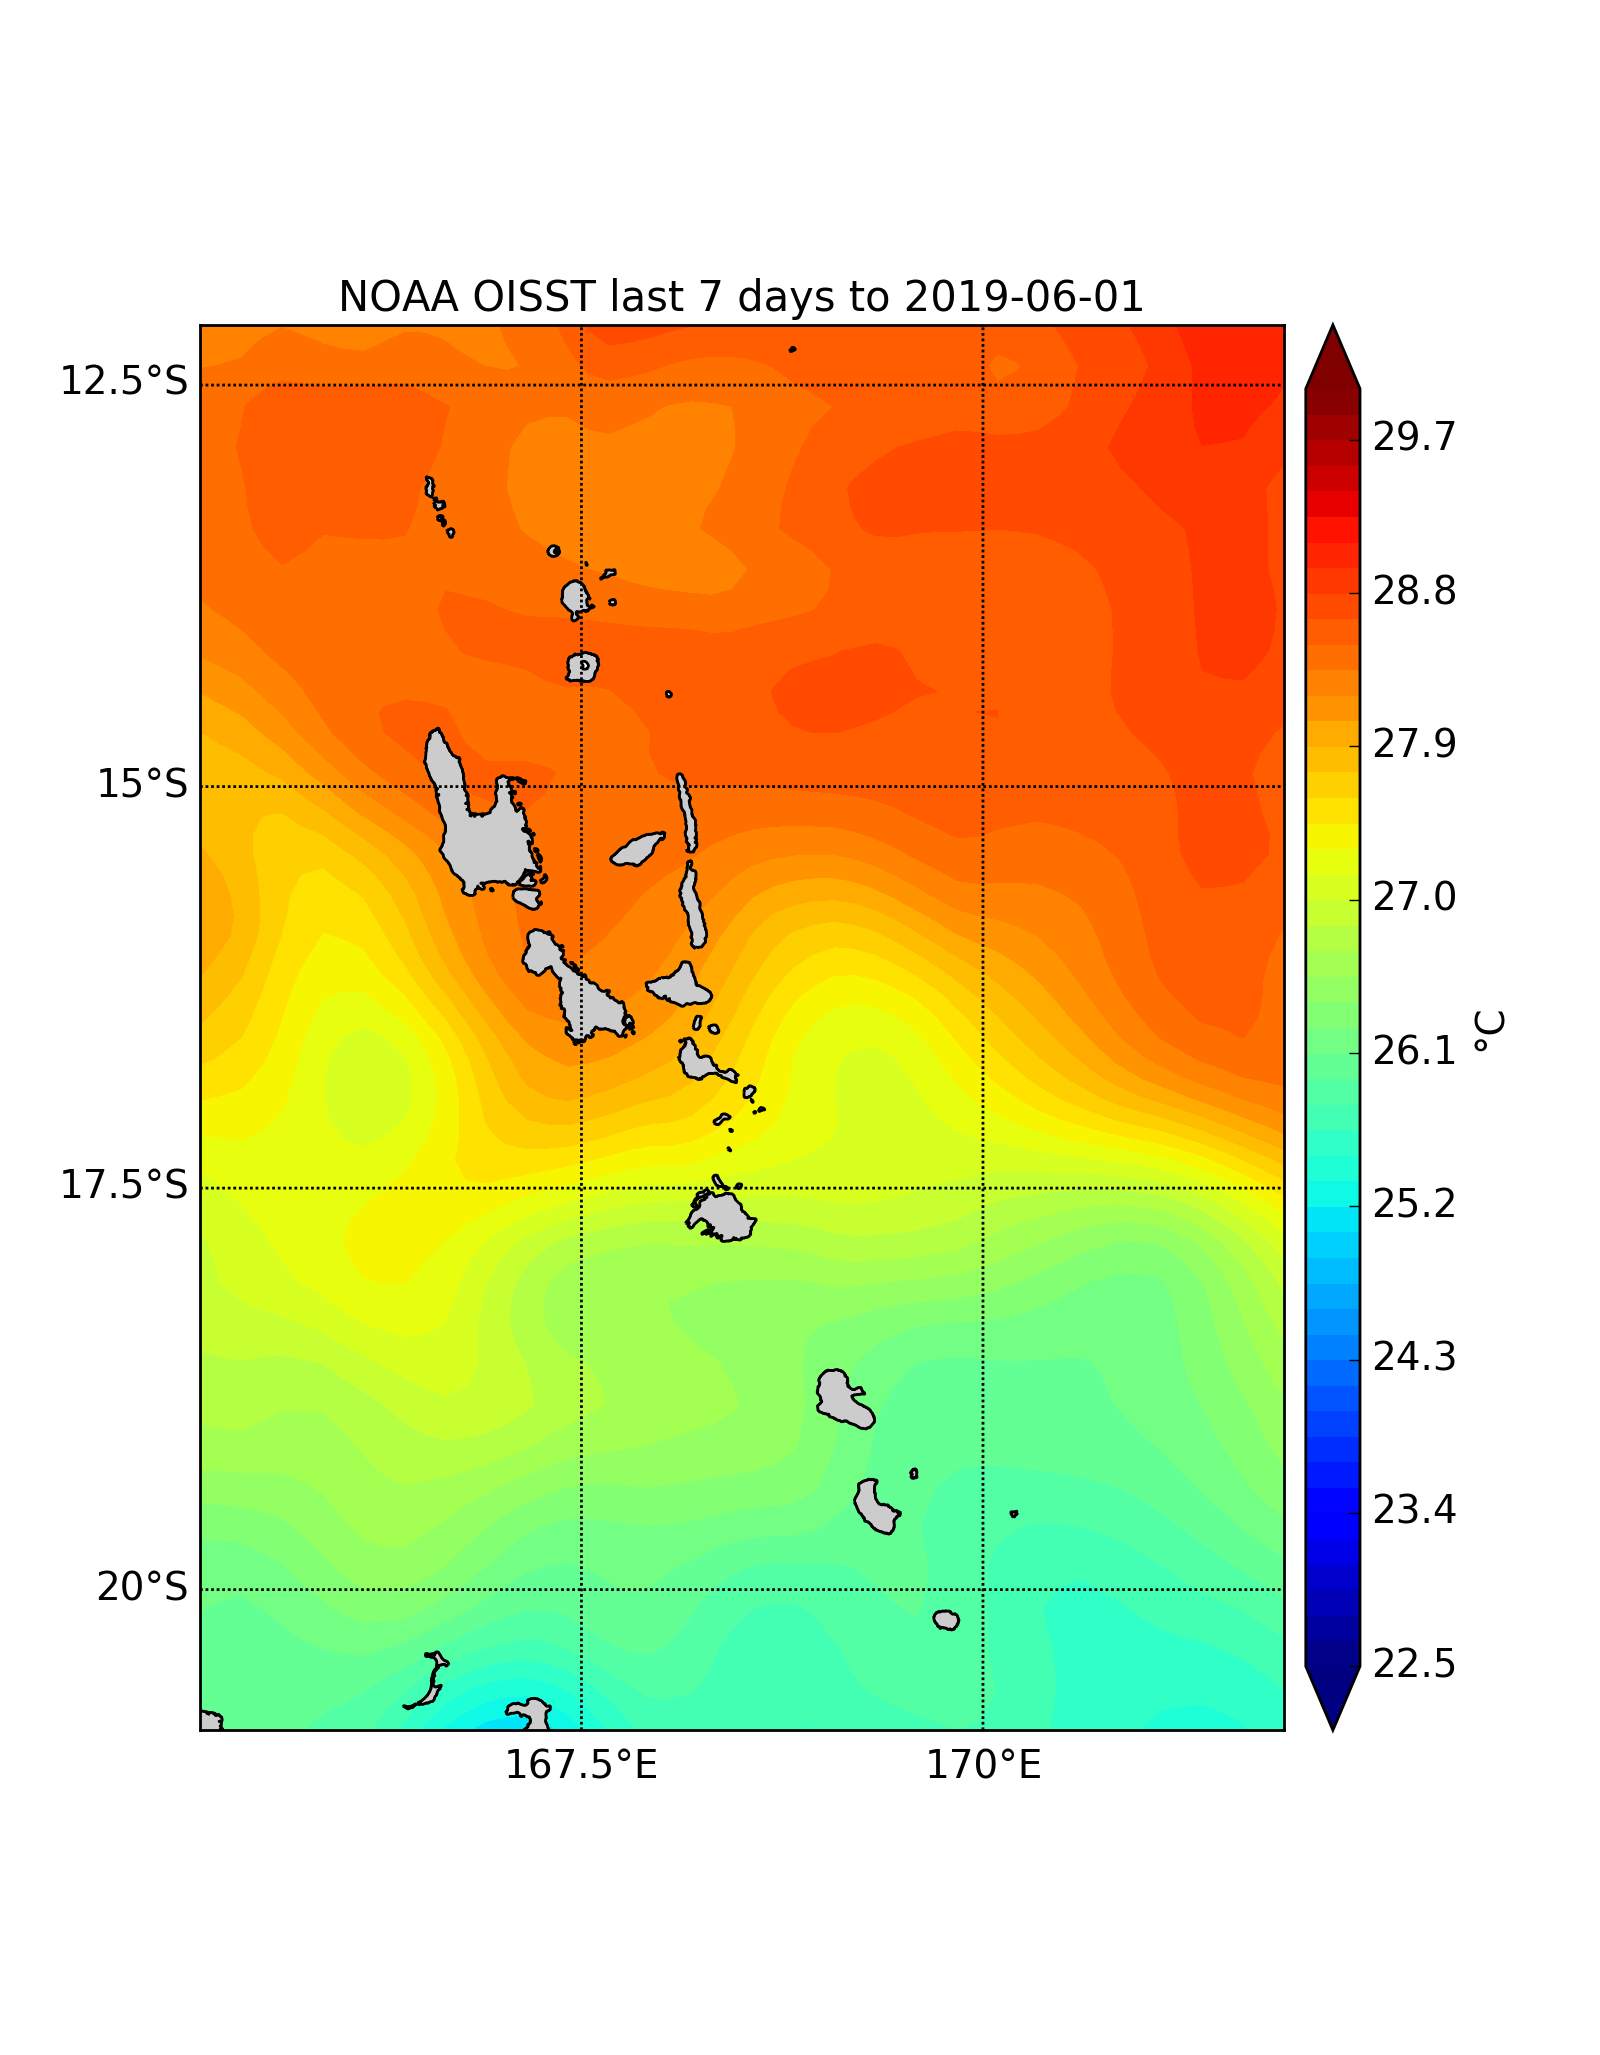 NOAA OISST last 7 days to 2019-06-01
12.5°S
15°S
17.5°S
20°S
167.5°E
170°E
29.7
28.8
27.9
27.0
26.1
25.2
24.3
23.4
22.5
°C